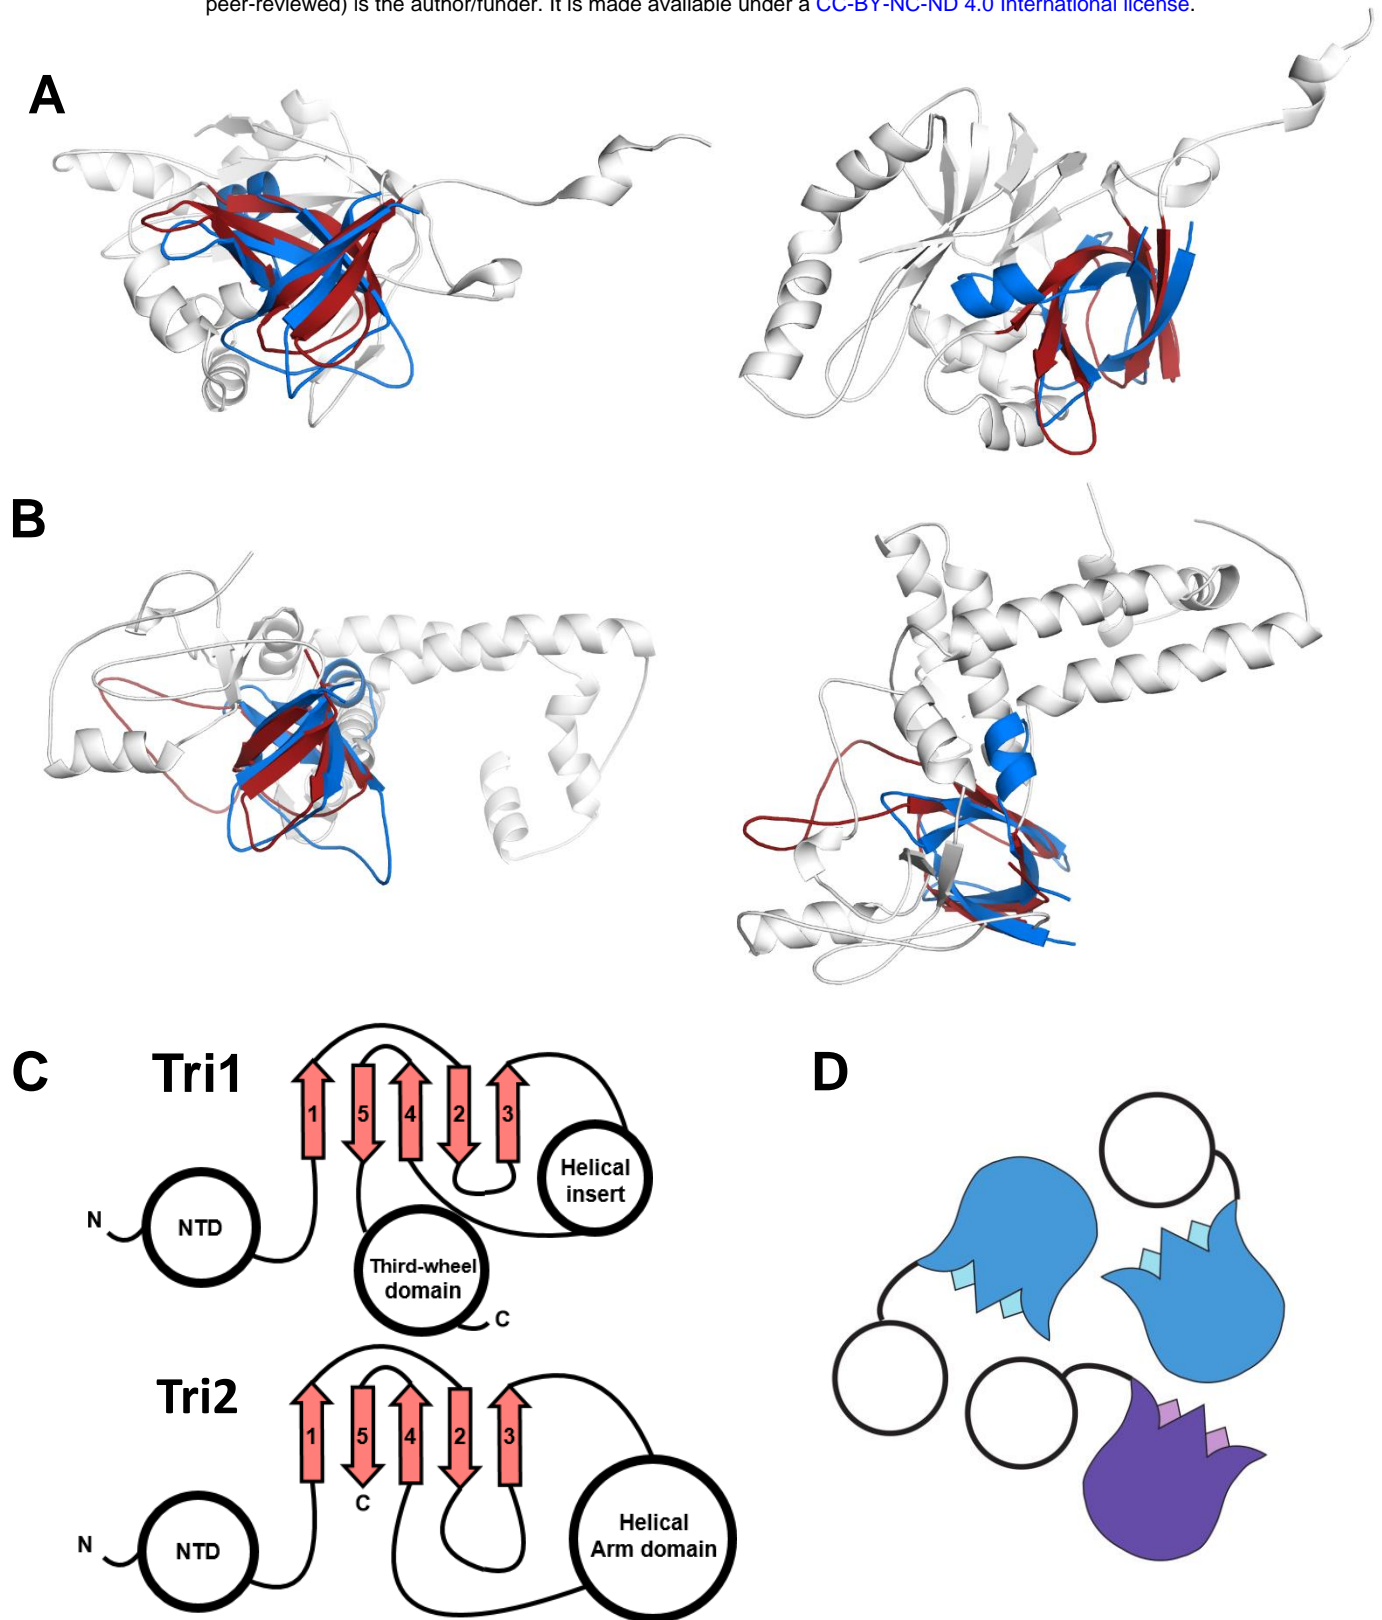 peer-reviewed) is the author/funder. It is made available under a CC-BY-NC-ND 4.0 International license.
A
B
C
Tri1
1
5
4
2
3
Helical
insert
N
NTD
Third-wheel
domain
C
Tri2
1
5
4
2
3
C
N
NTD
Helical
Arm domain
D